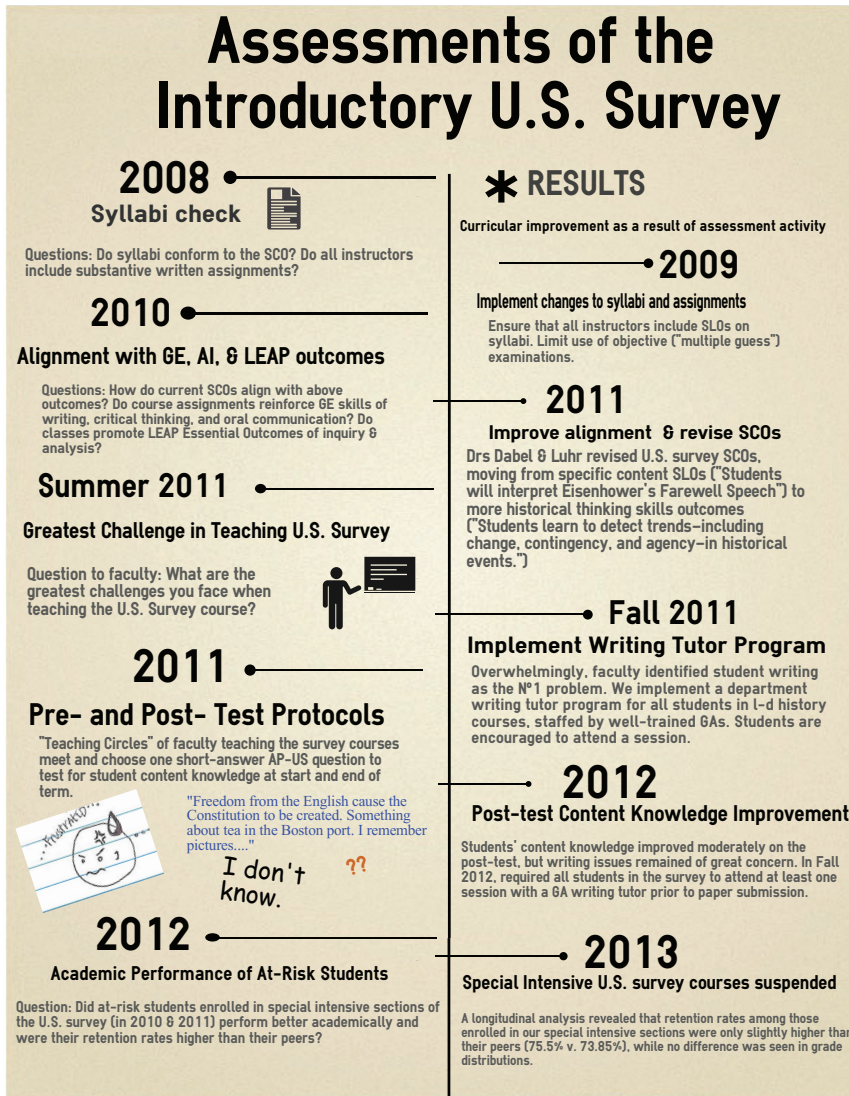 Assessments of the
Introductory U.S. Survey
2008
Syllabi check
Questions: Do syllabi conform to the SCO? Do all instructors
include substantive written assignments?
2010
Alignment with GE, AI, & LEAP outcomes
Questions: How do current SCOs align with above
outcomes? Do course assignments reinforce GE skills of
writing, critical thinking, and oral communication? Do
classes promote LEAP Essential Outcomes of inquiry &
analysis?
Summer 2011
Greatest Challenge in Teaching U.S. Survey
Question to faculty: What are the
greatest challenges you face when
teaching the U.S. Survey course?
2011
Pre- and Post- Test Protocols
"Teaching Circles" of faculty teaching the survey courses
meet and choose one short-answer AP-US question to
test for student content knowledge at start and end of
term.
...FRUSTRATED...
"Freedom from the English cause the
Constitution to be created. Something
about tea in the Boston port. I remember
pictures...."
I don't
know.
??
2012
Academic Performance of At-Risk Students
Question: Did at-risk students enrolled in special intensive sections of
the U.S. survey (in 2010 & 2011) perform better academically and
were their retention rates higher than their peers?
* RESULTS
Curricular improvement as a result of assessment activity
2009
Implement changes to syllabi and assignments
Ensure that all instructors include SLOs on
syllabi. Limit use of objective ("multiple guess")
examinations.
2011
Improve alignment & revise SCOs
Drs Dabel & Luhr revised U.S. survey SCOs,
moving from specific content SLOs ("Students
will interpret Eisenhower's Farewell Speech") to
more historical thinking skills outcomes
("Students learn to detect trends–including
change, contingency, and agency–in historical
events.")
Fall 2011
Implement Writing Tutor Program
Overwhelmingly, faculty identified student writing
as the Nº1 problem. We implement a department
writing tutor program for all students in l-d history
courses, staffed by well-trained GAs. Students are
encouraged to attend a session.
2012
Post-test Content Knowledge Improvement
Students' content knowledge improved moderately on the
post-test, but writing issues remained of great concern. In Fall
2012, required all students in the survey to attend at least one
session with a GA writing tutor prior to paper submission.
2013
Special Intensive U.S. survey courses suspended
A longitudinal analysis revealed that retention rates among those
enrolled in our special intensive sections were only slightly higher than
their peers (75.5% v. 73.85%), while no difference was seen in grade
distributions.